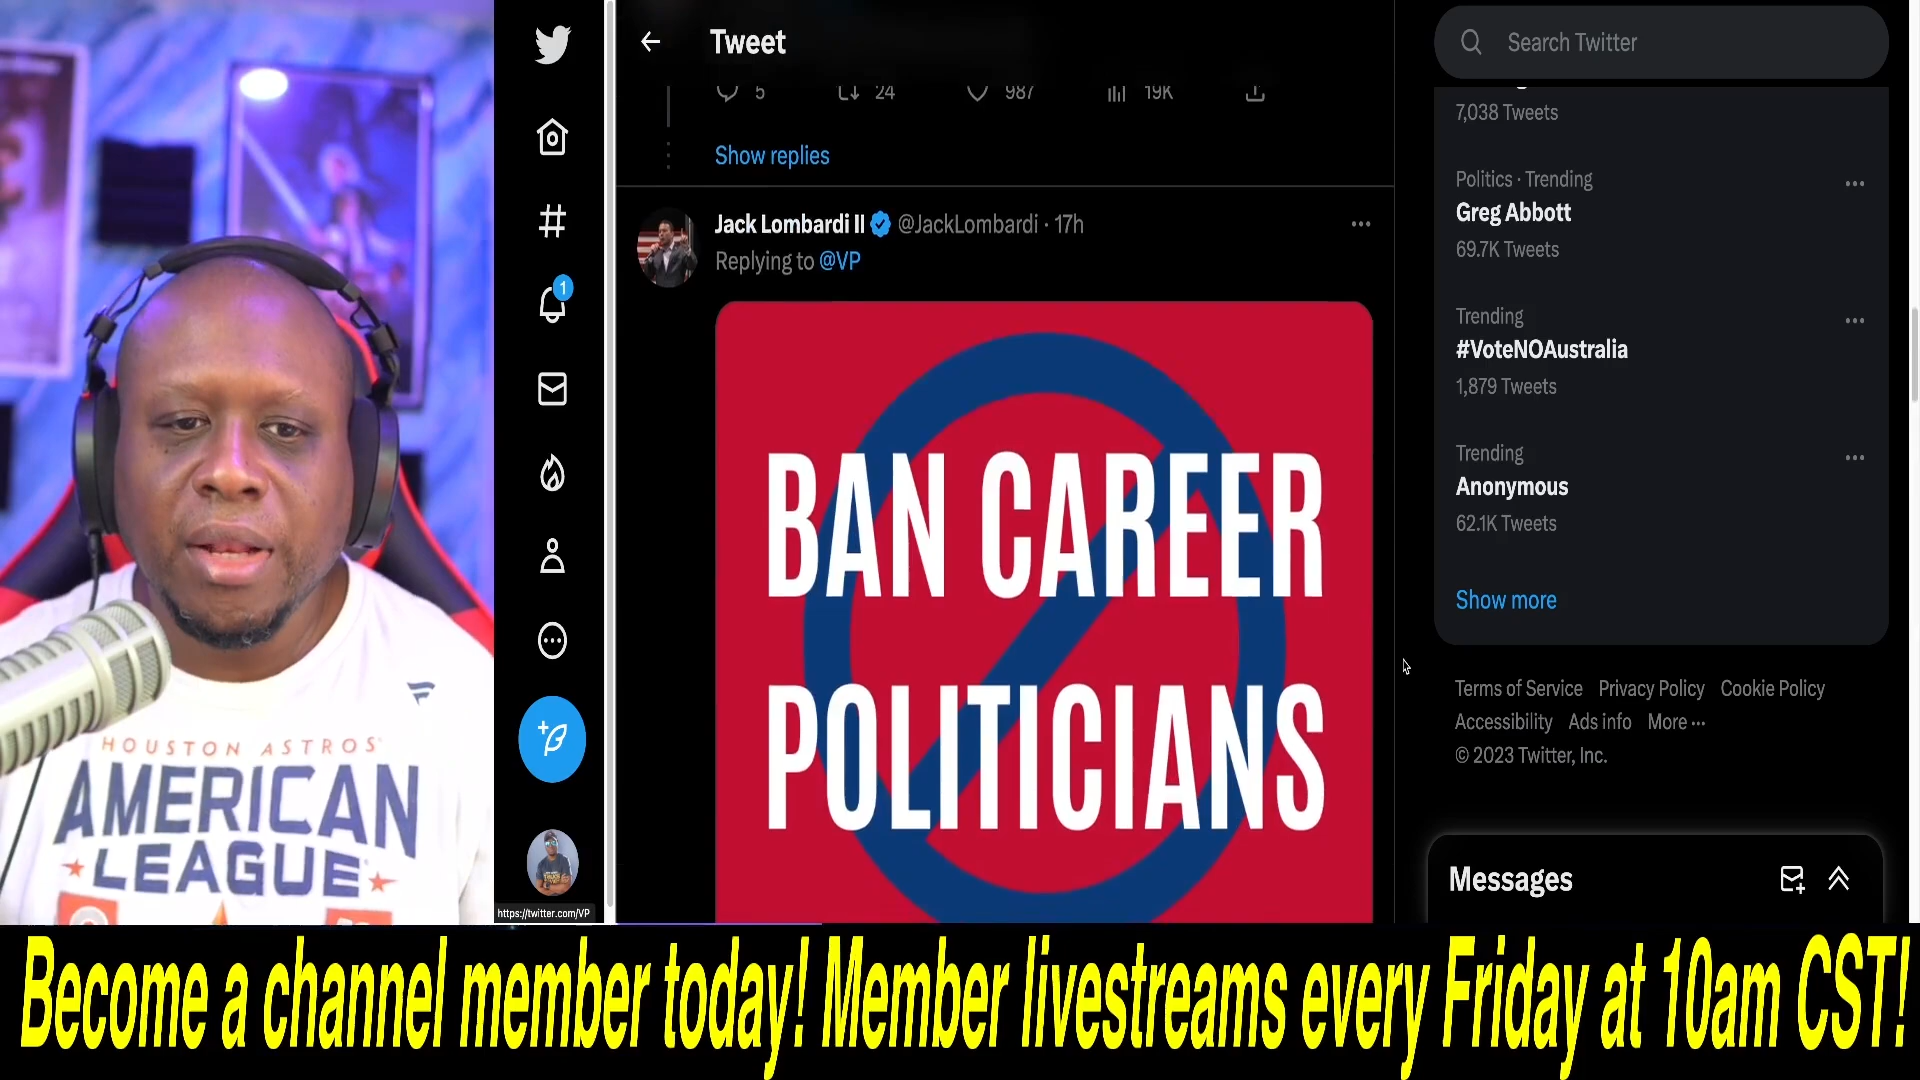 HOUSTON ASTROS
AMERICAN
LEAGUE
1
https://twitter.com/VP
Tweet
5 24 987 19K
Show replies
Jack Lombardi II @JackLombardi · 17h
Replying to @VP
BAN CAREER
POLITICIANS
Search Twitter
7,038 Tweets
Politics · Trending
Greg Abbott
69.7K Tweets
Trending
#VoteNOAustralia
1,879 Tweets
Trending
Anonymous
62.1K Tweets
Show more
Terms of Service Privacy Policy Cookie Policy
Accessibility Ads info More ···
© 2023 Twitter, Inc.
Messages
Become a channel member today! Member livestreams every Friday at 10am CST!